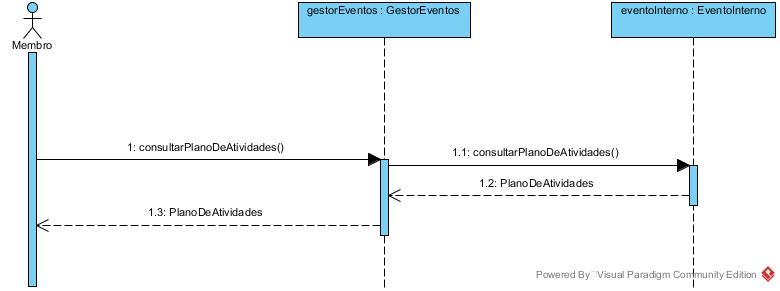 gestorEventos : GestorEventos
eventoInterno : EventoInterno
Membro
1: consultarPlanoDeAtividades()
1.1: consultarPlanoDeAtividades()
1.2: PlanoDeAtividades
1.3: PlanoDeAtividades
Powered By Visual Paradigm Community Edition